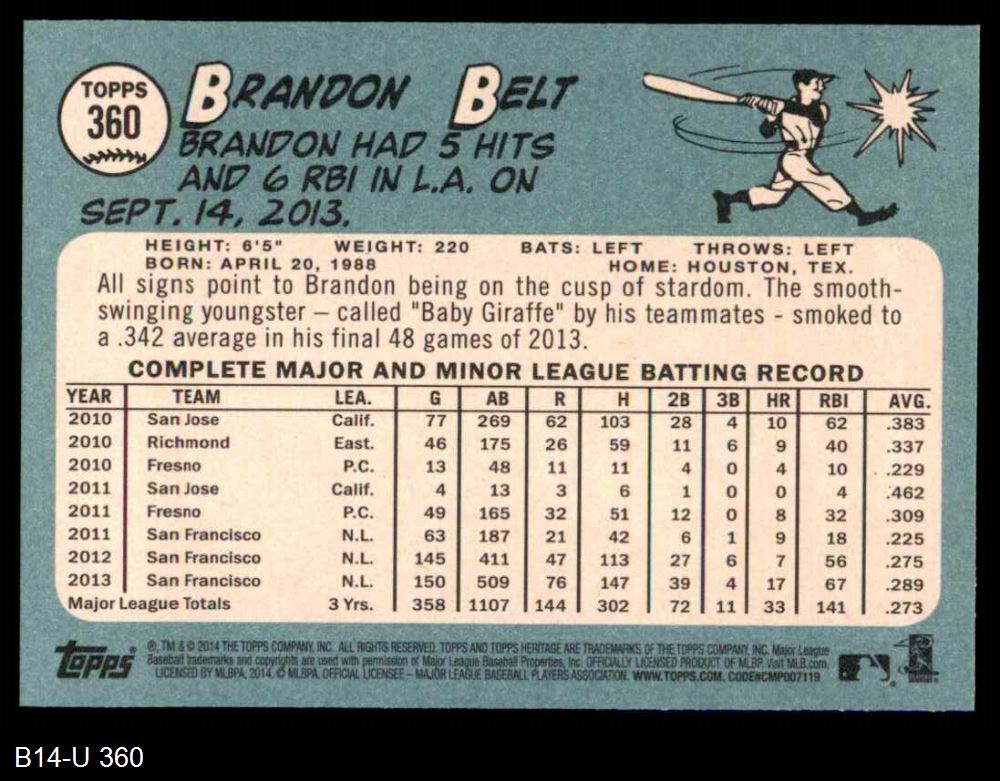 TOPPS
360
BRANDON BELT
BRANDON HAD 5 HITS
AND 6 RBI IN L.A. ON
SEPT. 14, 2013.
HEIGHT: 6'5" WEIGHT: 220 BATS: LEFT THROWS: LEFT
BORN: APRIL 20, 1988 HOME: HOUSTON, TEX.
All signs point to Brandon being on the cusp of stardom. The smooth-
swinging youngster – called "Baby Giraffe" by his teammates - smoked to
a .342 average in his final 48 games of 2013.
COMPLETE MAJOR AND MINOR LEAGUE BATTING RECORD
YEAR TEAM LEA. G AB R H 2B 3B HR RBI AVG.
2010 San Jose Calif. 77 269 62 103 28 4 10 62 .383
2010 Richmond East. 46 175 26 59 11 6 9 40 .337
2010 Fresno P.C. 13 48 11 11 4 0 4 10 .229
2011 San Jose Calif. 4 13 3 6 1 0 0 4 .462
2011 Fresno P.C. 49 165 32 51 12 0 8 32 .309
2011 San Francisco N.L. 63 187 21 42 6 1 9 18 .225
2012 San Francisco N.L. 145 411 47 113 27 6 7 56 .275
2013 San Francisco N.L. 150 509 76 147 39 4 17 67 .289
Major League Totals 3 Yrs. 358 1107 144 302 72 11 33 141 .273
topps
®, TM & © 2014 THE TOPPS COMPANY, INC. ALL RIGHTS RESERVED. TOPPS AND TOPPS HERITAGE ARE TRADEMARKS OF THE TOPPS COMPANY, INC. Major League
Baseball trademarks and copyrights are used with permission of Major League Baseball Properties, Inc. OFFICIALLY LICENSED PRODUCT OF MLBP. Visit MLB.com.
LICENSED BY MLBPA, 2014. © MLBPA, OFFICIAL LICENSEE – MAJOR LEAGUE BASEBALL PLAYERS ASSOCIATION. WWW.TOPPS.COM. CODE#CMP007119
B14-U 360